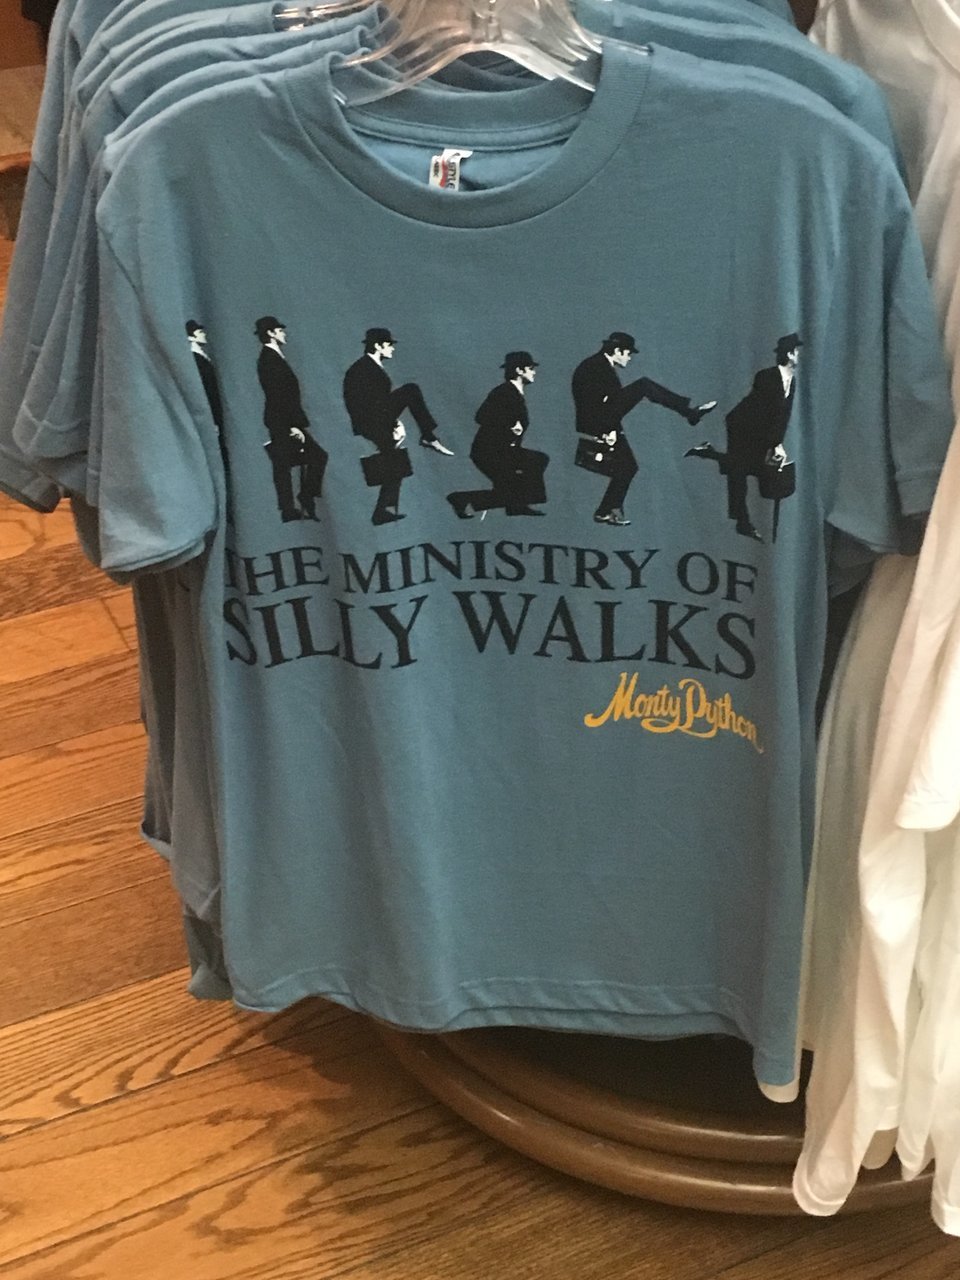 THE MINISTRY OF
SILLY WALKS
Monty Python